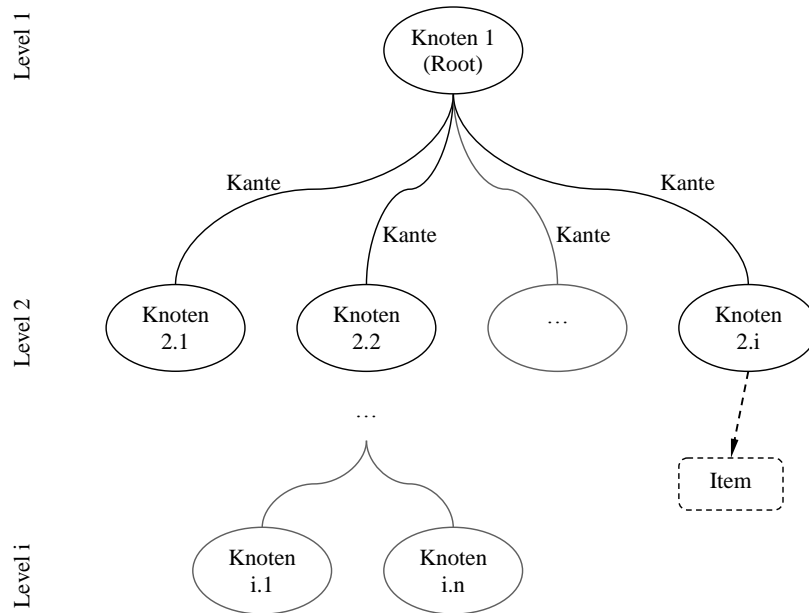 Level 1
Knoten 1
(Root)
Kante
Kante
Kante
Kante
Level 2
Knoten
2.1
Knoten
2.2
…
Knoten
2.i
…
Item
Level i
Knoten
i.1
Knoten
i.n